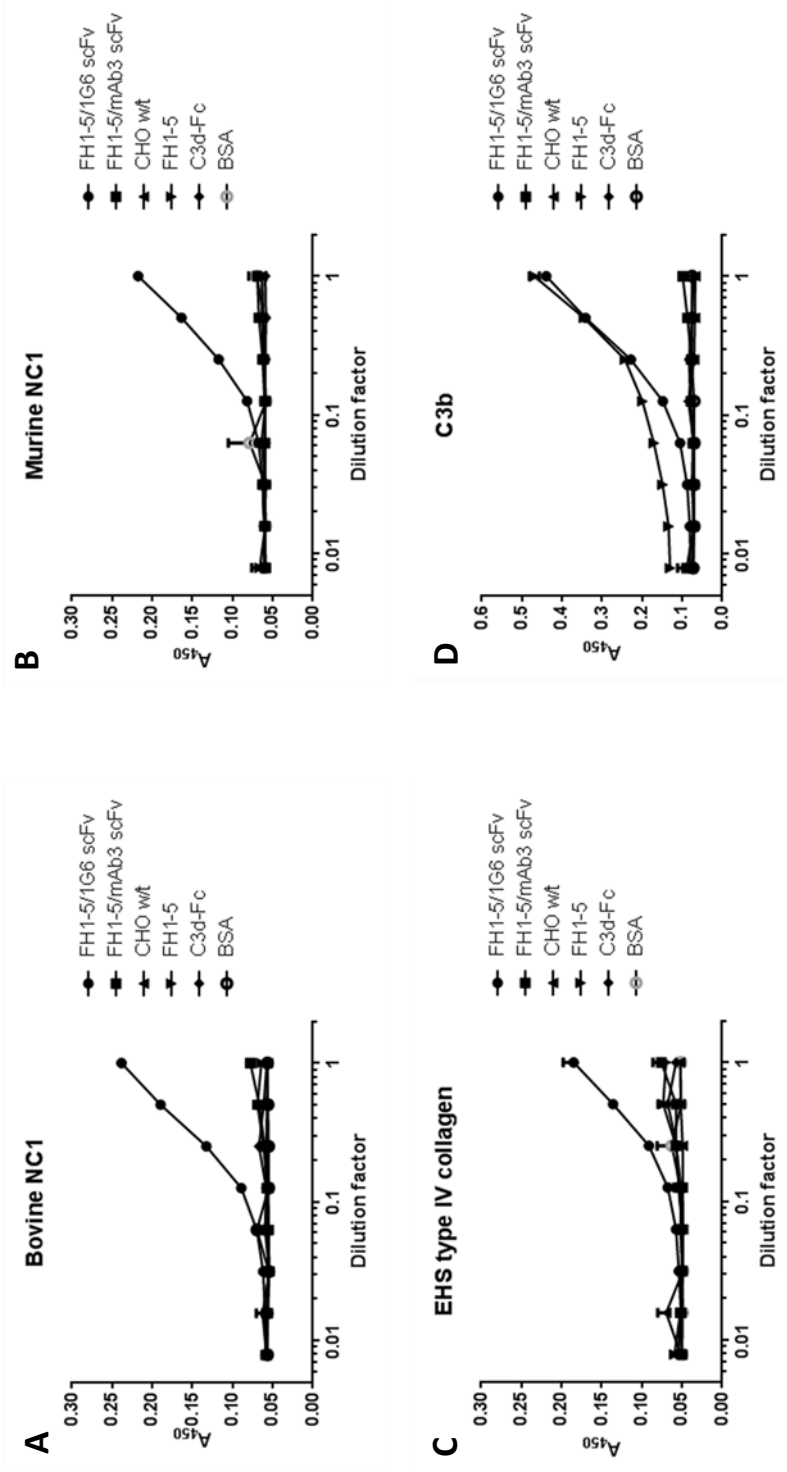 A
Bovine NC1
0.30
0.25
0.20
0.15
0.10
0.05
0.00
A450
0.01
0.1
1
Dilution factor
FH1-5/1G6 scFv
FH1-5/mAb3 scFv
CHO w/t
FH1-5
C3d-Fc
BSA
B
Murine NC1
0.30
0.25
0.20
0.15
0.10
0.05
0.00
A450
0.01
0.1
1
Dilution factor
FH1-5/1G6 scFv
FH1-5/mAb3 scFv
CHO w/t
FH1-5
C3d-Fc
BSA
C
EHS type IV collagen
0.30
0.25
0.20
0.15
0.10
0.05
0.00
A450
0.01
0.1
1
Dilution factor
FH1-5/1G6 scFv
FH1-5/mAb3 scFv
CHO w/t
FH1-5
C3d-Fc
BSA
D
C3b
0.6
0.5
0.4
0.3
0.2
0.1
0.0
A450
0.01
0.1
1
Dilution factor
FH1-5/1G6 scFv
FH1-5/mAb3 scFv
CHO w/t
FH1-5
C3d-Fc
BSA